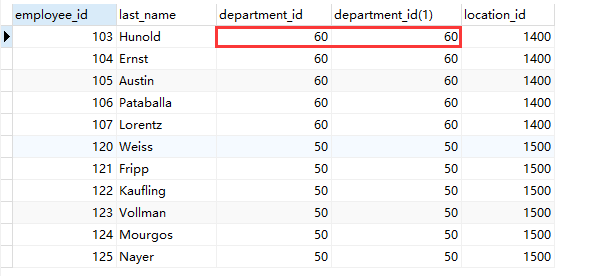 employee_id last_name department_id department_id(1) location_id
103 Hunold 60 60 1400
104 Ernst 60 60 1400
105 Austin 60 60 1400
106 Pataballa 60 60 1400
107 Lorentz 60 60 1400
120 Weiss 50 50 1500
121 Fripp 50 50 1500
122 Kaufling 50 50 1500
123 Vollman 50 50 1500
124 Mourgos 50 50 1500
125 Nayer 50 50 1500